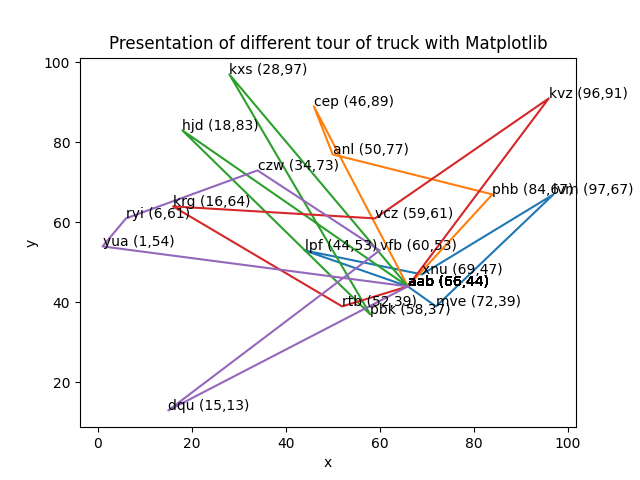 Presentation of different tour of truck with Matplotlib
100
80
60
40
20
y
kxs (28,97)
kvz (96,91)
cep (46,89)
hjd (18,83)
anl (50,77)
czw (34,73)
phb (84,67)
(97,67)
krg (16,64)
ryi (6,61)
vcz (59,61)
yua (1,54)
lpf (44,53)
vfb (60,53)
xnu (69,47)
aab (66,44)
rtb (52,39)
mve (72,39)
pbk (58,37)
dqu (15,13)
0
20
40
60
80
100
x